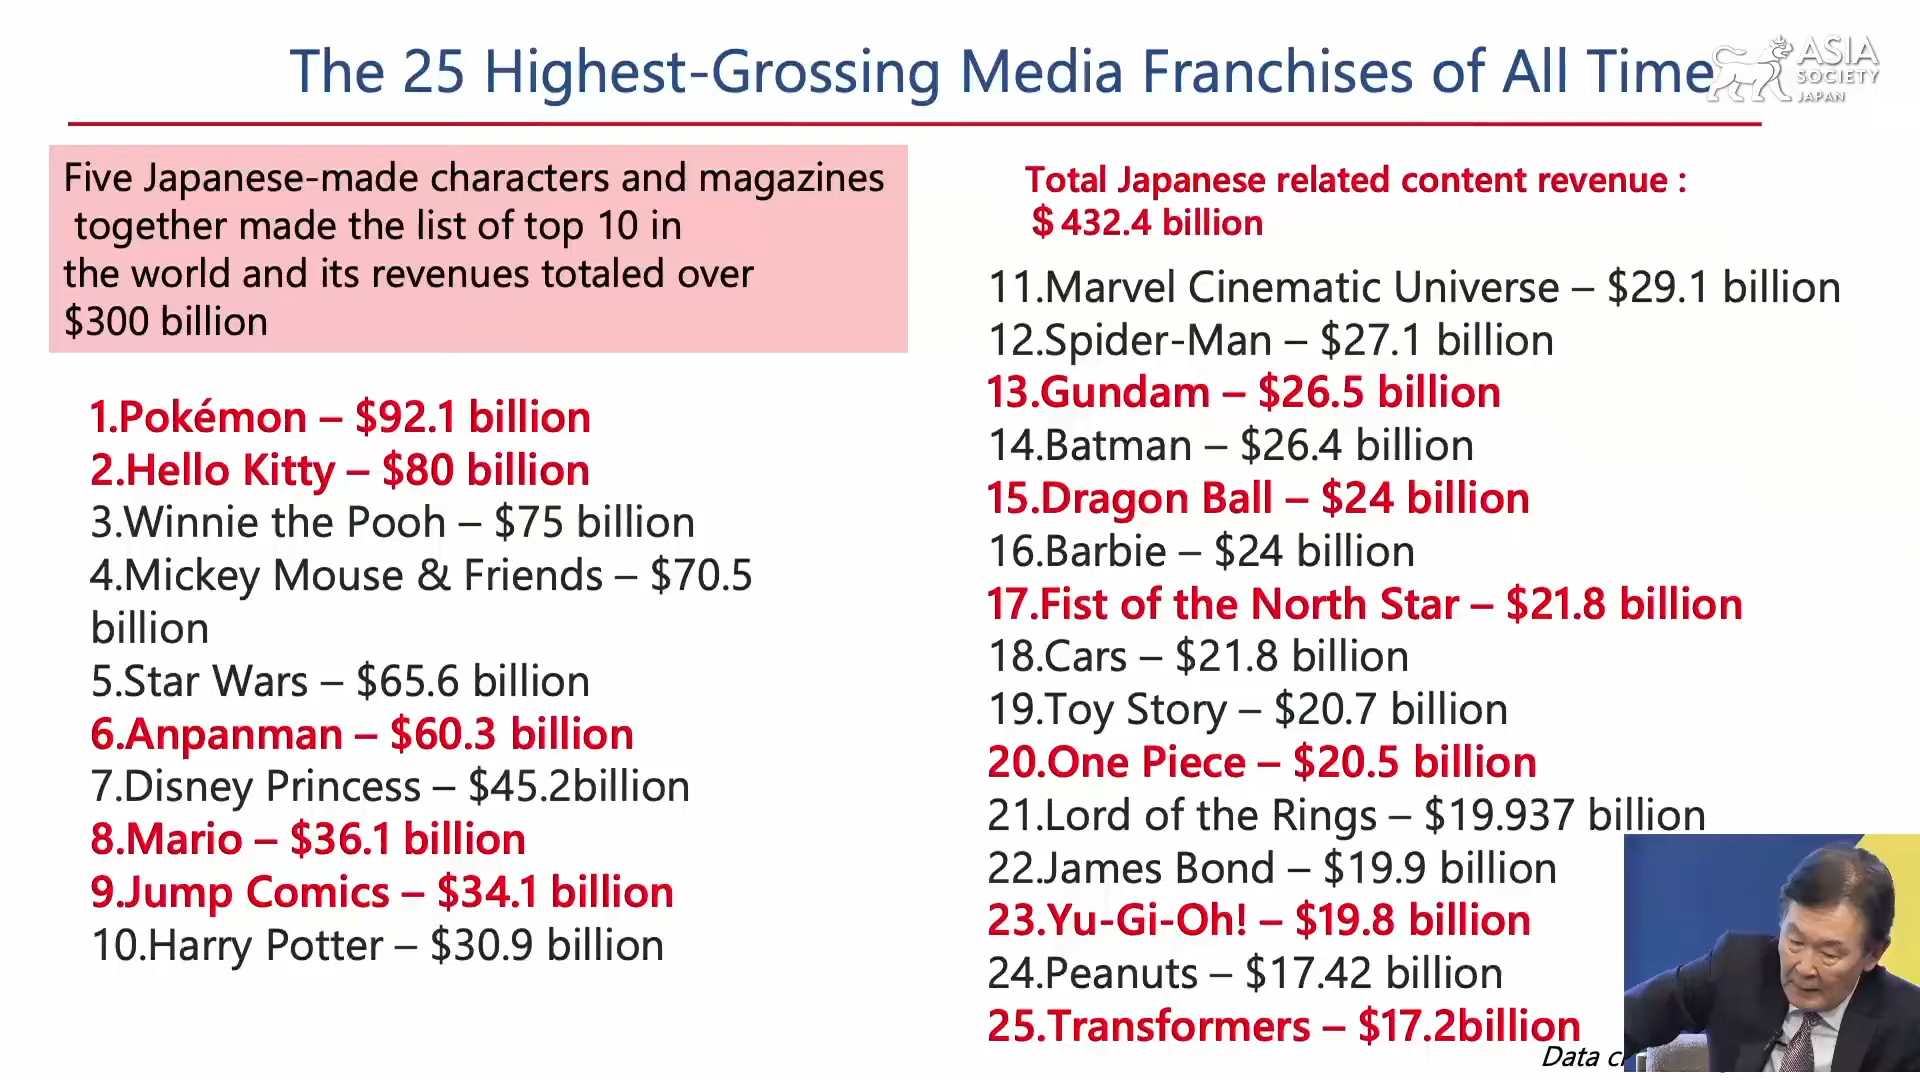 The 25 Highest-Grossing Media Franchises of All Time
ASIA
SOCIETY
JAPAN
Five Japanese-made characters and magazines
together made the list of top 10 in
the world and its revenues totaled over
$300 billion
1.Pokémon – $92.1 billion
2.Hello Kitty – $80 billion
3.Winnie the Pooh – $75 billion
4.Mickey Mouse & Friends – $70.5
billion
5.Star Wars – $65.6 billion
6.Anpanman – $60.3 billion
7.Disney Princess – $45.2billion
8.Mario – $36.1 billion
9.Jump Comics – $34.1 billion
10.Harry Potter – $30.9 billion
Total Japanese related content revenue :
$ 432.4 billion
11.Marvel Cinematic Universe – $29.1 billion
12.Spider-Man – $27.1 billion
13.Gundam – $26.5 billion
14.Batman – $26.4 billion
15.Dragon Ball – $24 billion
16.Barbie – $24 billion
17.Fist of the North Star – $21.8 billion
18.Cars – $21.8 billion
19.Toy Story – $20.7 billion
20.One Piece – $20.5 billion
21.Lord of the Rings – $19.937 billion
22.James Bond – $19.9 billion
23.Yu-Gi-Oh! – $19.8 billion
24.Peanuts – $17.42 billion
25.Transformers – $17.2billion
Data